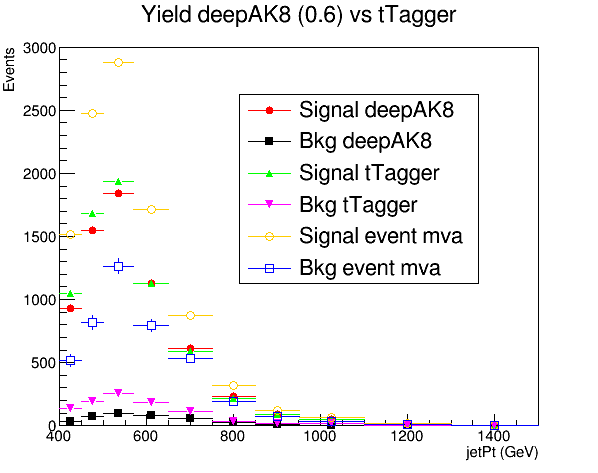 Yield deepAK8 (0.6) vs tTagger
Events
3000
2500
2000
1500
1000
500
0
Signal deepAK8
Bkg deepAK8
Signal tTagger
Bkg tTagger
Signal event mva
Bkg event mva
400 600 800 1000 1200 1400
jetPt (GeV)